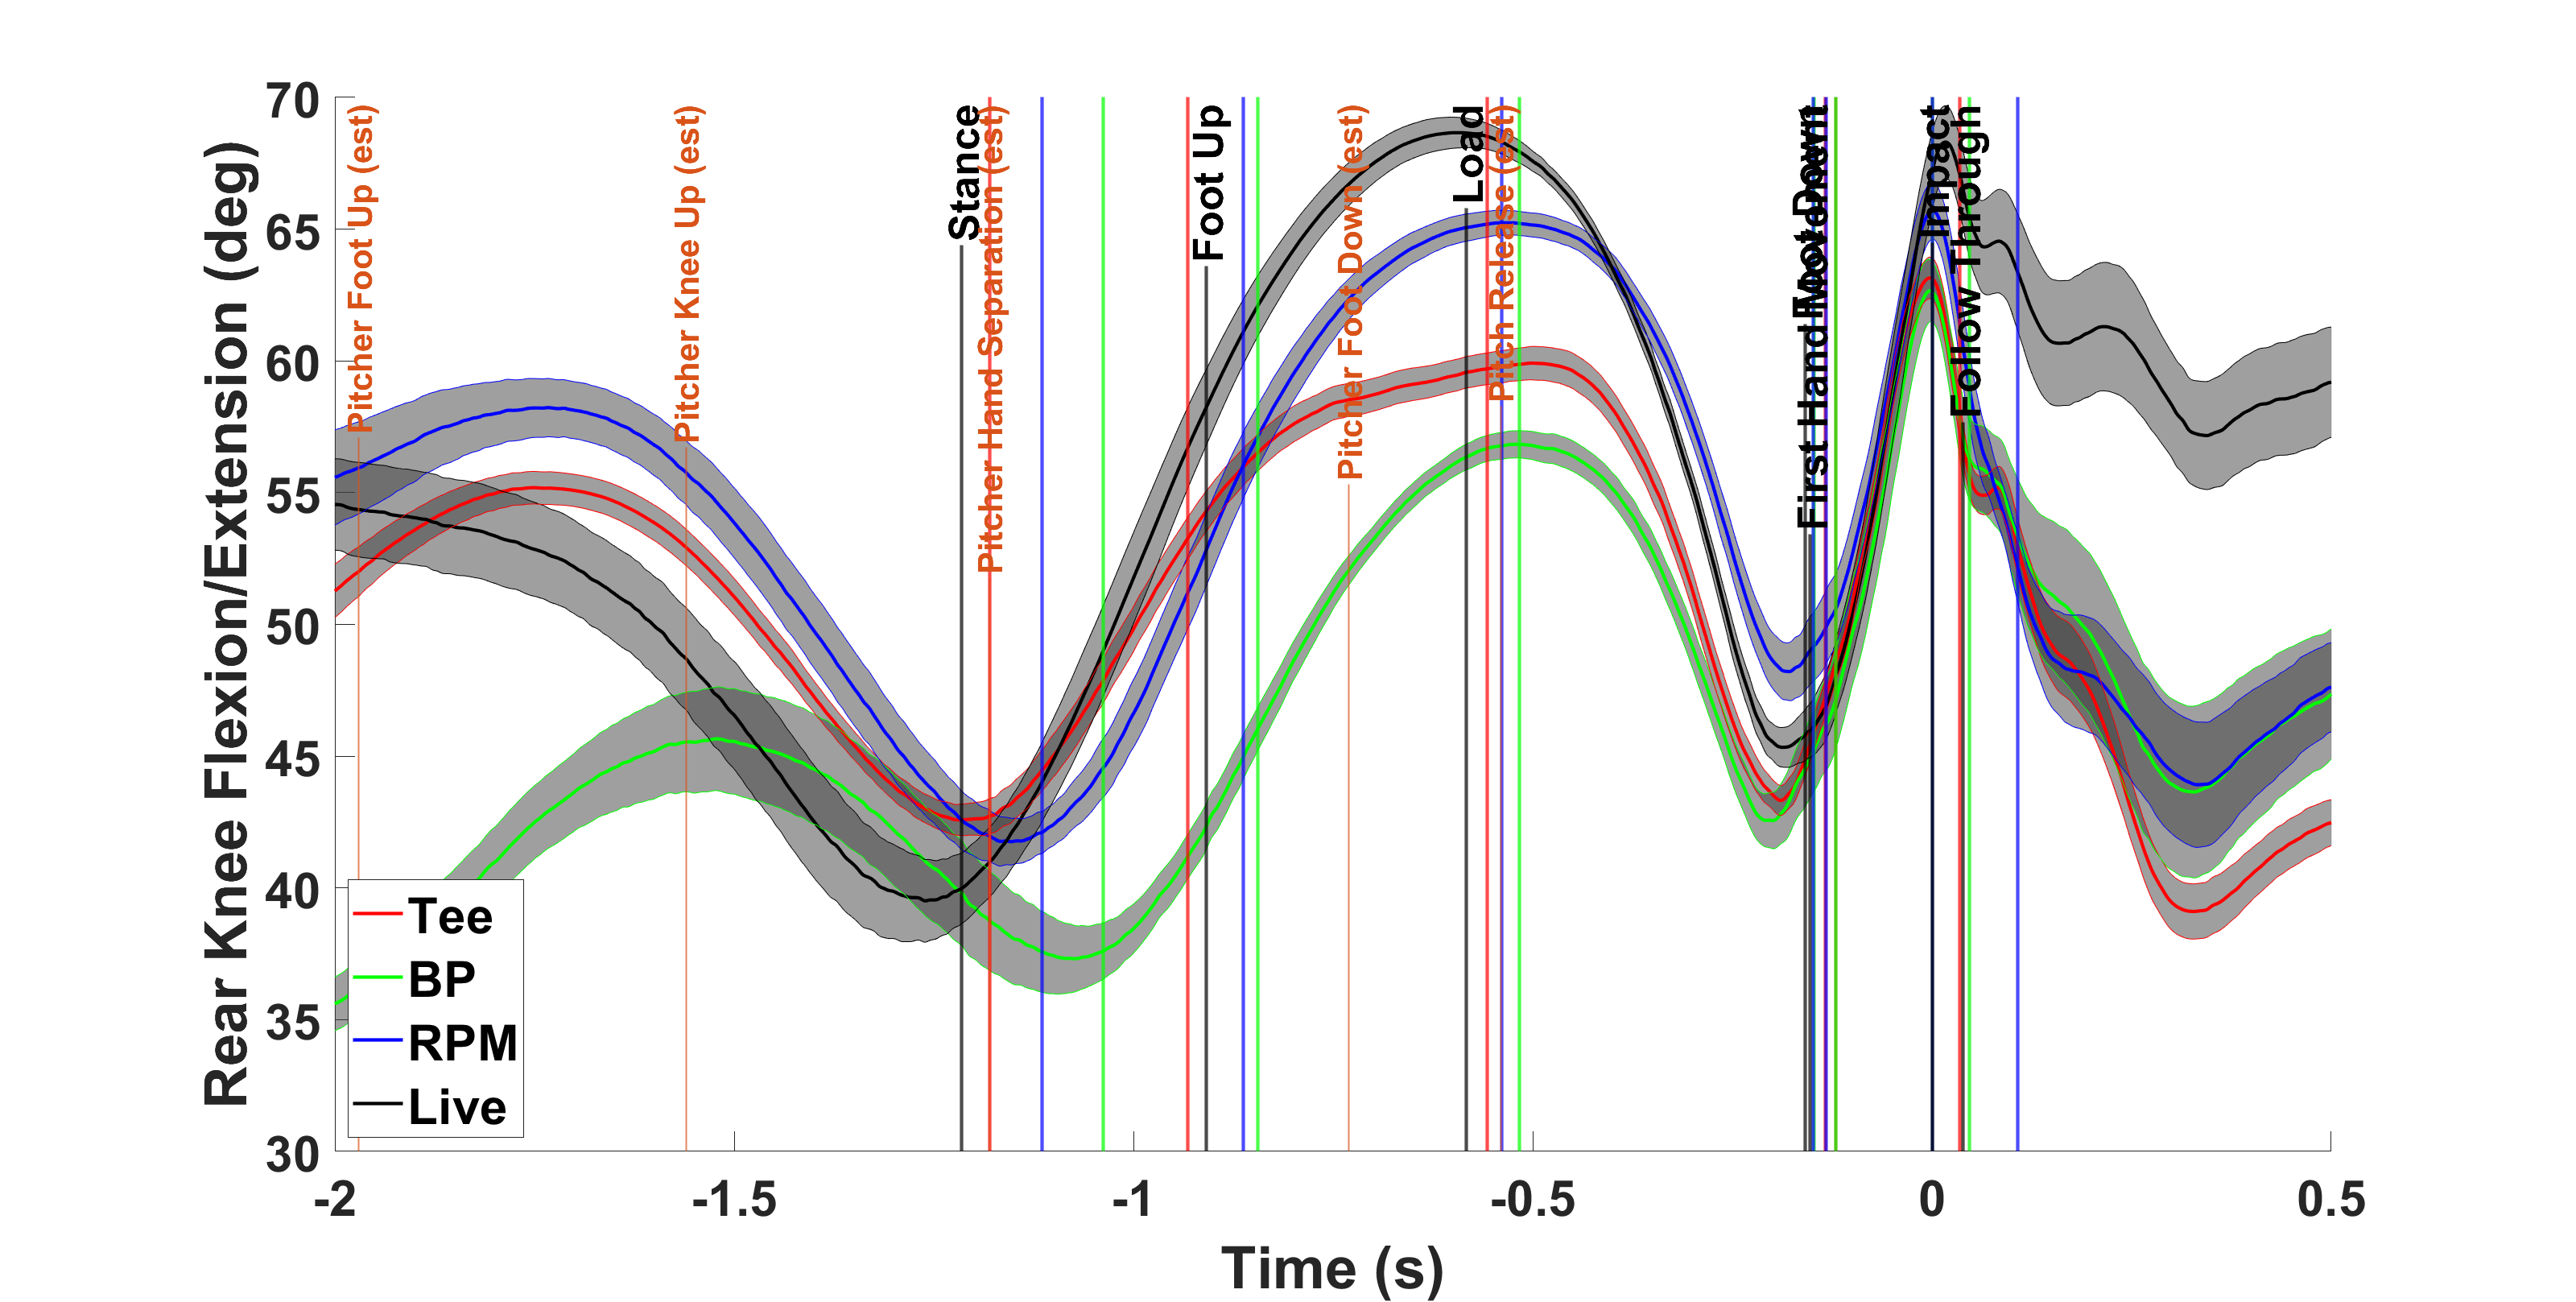 Rear Knee Flexion/Extension (deg)
70
65
60
55
50
45
40
35
30
Pitcher Foot Up (est)
Pitcher Knee Up (est)
Stance
Pitcher Hand Separation (est)
Foot Up
Pitcher Foot Down (est)
Load
Pitch Release (est)
Foot Down
First Hand Movement
Impact
Follow Through
Tee
BP
RPM
Live
-2
-1.5
-1
-0.5
0
0.5
Time (s)